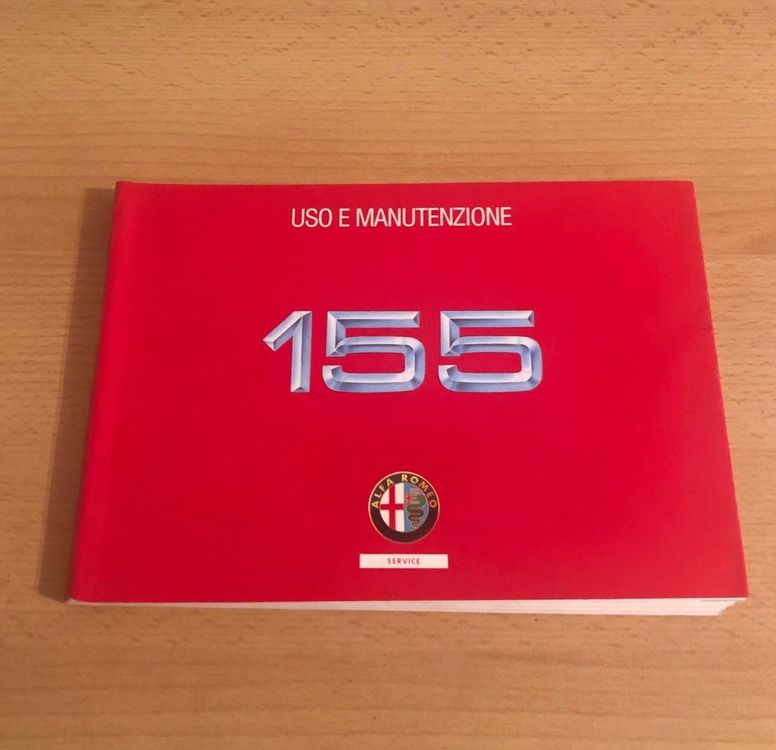 USO E MANUTENZIONE
155
ALFA ROMEO
SERVICE